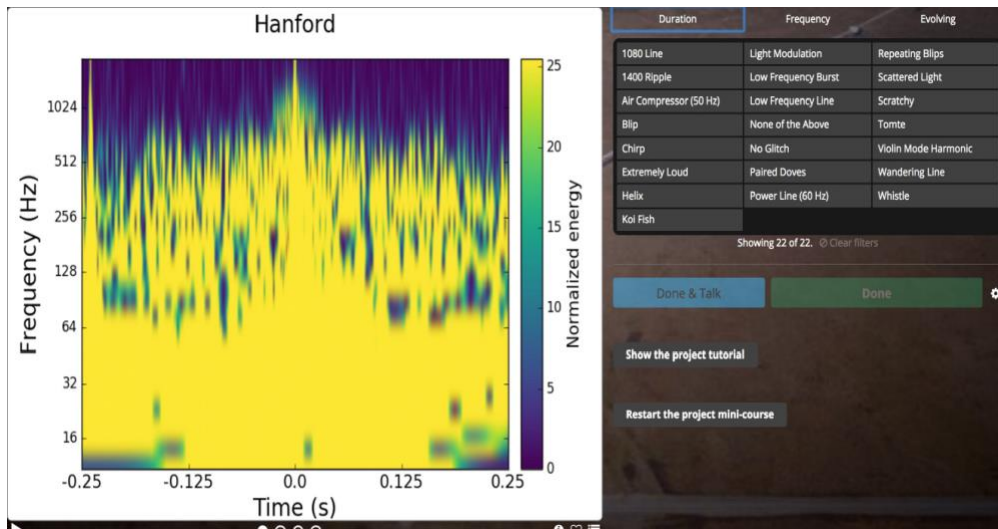 Hanford
Frequency (Hz)
1024
512
256
128
64
32
16
-0.25
-0.125
0.0
0.125
0.25
Time (s)
25
20
15
10
5
0
Normalized energy
Duration Frequency Evolving
1080 Line Light Modulation Repeating Blips
1400 Ripple Low Frequency Burst Scattered Light
Air Compressor (50 Hz) Low Frequency Line Scratchy
Blip None of the Above Tomte
Chirp No Glitch Violin Mode Harmonic
Extremely Loud Paired Doves Wandering Line
Helix Power Line (60 Hz) Whistle
Koi Fish
Showing 22 of 22. Clear filters
Done & Talk Done
Show the project tutorial
Restart the project mini-course